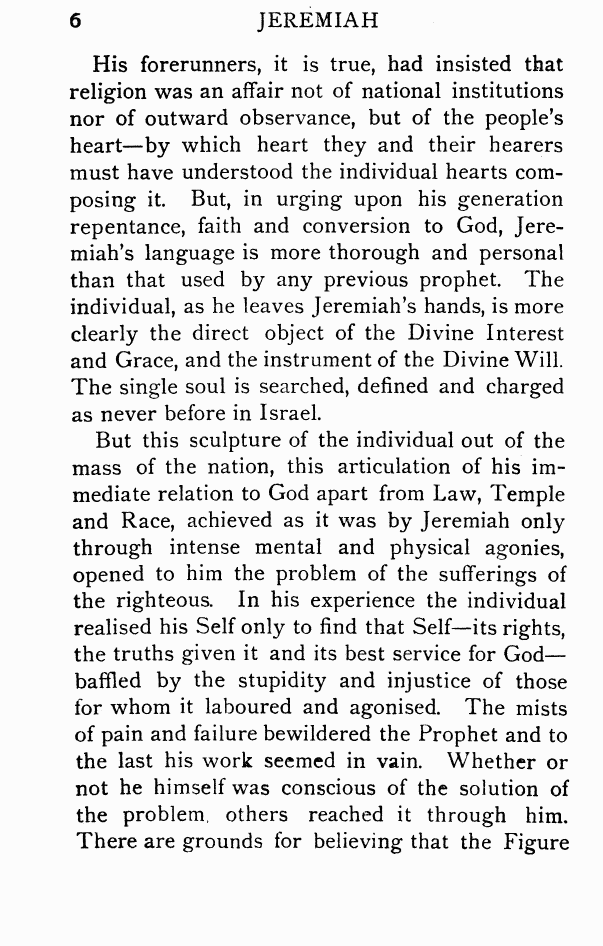 6 JEREMIAH
His forerunners, it is true, had insisted that
religion was an affair not of national institutions
nor of outward observance, but of the people's
heart—by which heart they and their hearers
must have understood the individual hearts com-
posing it. But, in urging upon his generation
repentance, faith and conversion to God, Jere-
miah's language is more thorough and personal
than that used by any previous prophet. The
individual, as he leaves Jeremiah's hands, is more
clearly the direct object of the Divine Interest
and Grace, and the instrument of the Divine Will.
The single soul is searched, defined and charged
as never before in Israel.
But this sculpture of the individual out of the
mass of the nation, this articulation of his im-
mediate relation to God apart from Law, Temple
and Race, achieved as it was by Jeremiah only
through intense mental and physical agonies,
opened to him the problem of the sufferings of
the righteous. In his experience the individual
realised his Self only to find that Self—its rights,
the truths given it and its best service for God—
baffled by the stupidity and injustice of those
for whom it laboured and agonised. The mists
of pain and failure bewildered the Prophet and to
the last his work seemed in vain. Whether or
not he himself was conscious of the solution of
the problem, others reached it through him.
There are grounds for believing that the Figure